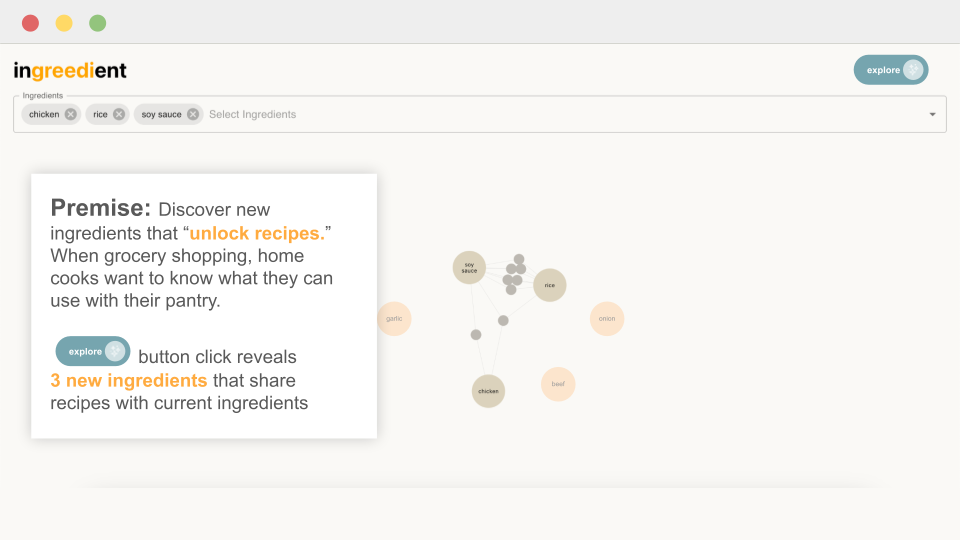 ingreedient
explore
Ingredients
chicken
rice
soy sauce
Select Ingredients
Premise: Discover new
ingredients that “unlock recipes.”
When grocery shopping, home
cooks want to know what they can
use with their pantry.
explore button click reveals
3 new ingredients that share
recipes with current ingredients
soy
sauce
rice
garlic
onion
beef
chicken